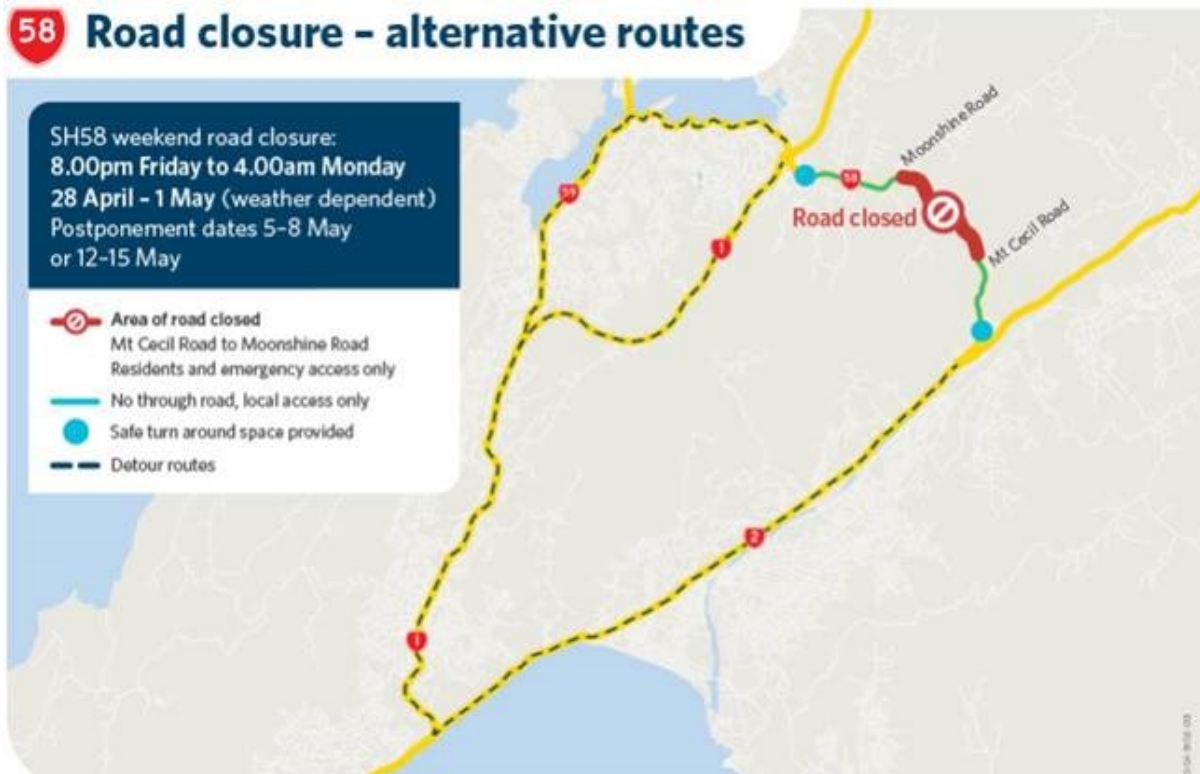 58 Road closure – alternative routes
SH58 weekend road closure:
8.00pm Friday to 4.00am Monday
28 April – 1 May (weather dependent)
Postponement dates 5–8 May
or 12–15 May
Area of road closed
Mt Cecil Road to Moonshine Road
Residents and emergency access only
No through road, local access only
Safe turn around space provided
Detour routes
Moonshine Road
58
Road closed
Mt Cecil Road
59
1
2
1